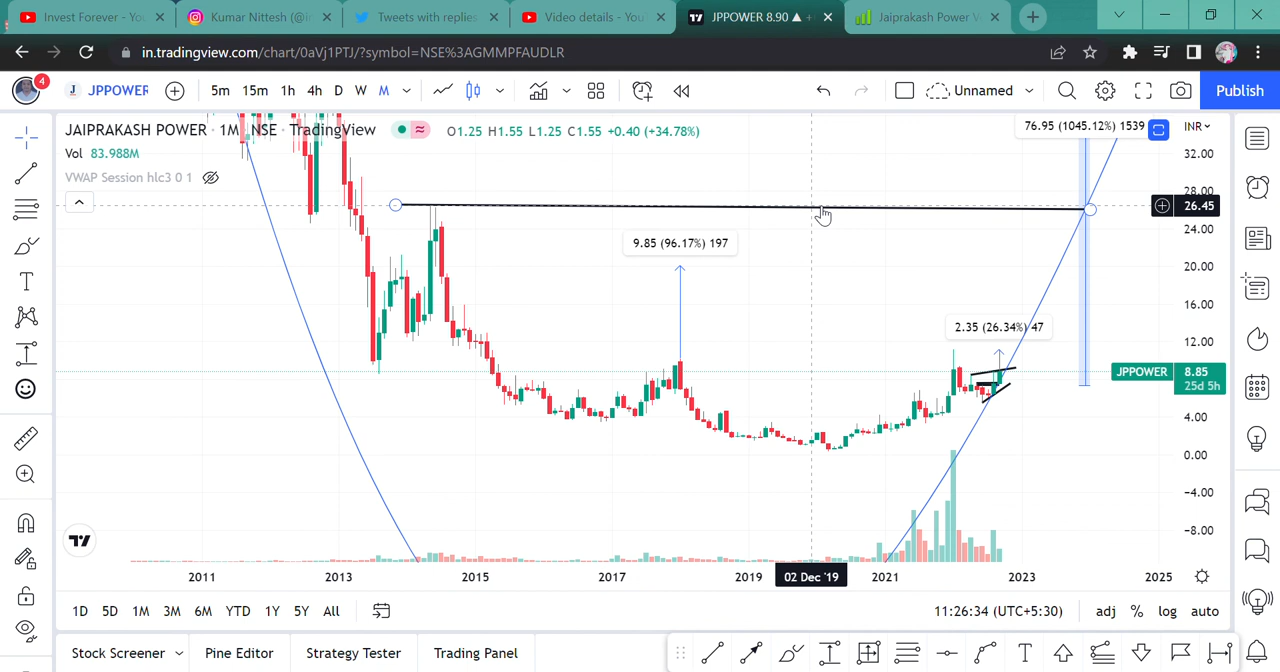 Invest Forever - You
Kumar Nittesh (@i
Tweets with replies
Video details - You
JPPOWER 8.90 ▲ +
Jaiprakash Power V
in.tradingview.com/chart/0aVj1PTJ/?symbol=NSE%3AGMMPFAUDLR
4
J JPPOWER 5m 15m 1h 4h D W M Unnamed Publish
JAIPRAKASH POWER · 1M · NSE · TradingView O1.25 H1.55 L1.25 C1.55 +0.40 (+34.78%)
76.95 (1045.12%) 1539
INR
Vol 83.988M
32.00
VWAP Session hlc3 0 1
28.00
26.45
24.00
9.85 (96.17%) 197
20.00
16.00
2.35 (26.34%) 47
12.00
JPPOWER 8.85
25d 5h
4.00
0.00
−4.00
−8.00
2011 2013 2015 2017 2019 02 Dec '19 2021 2023 2025
1D 5D 1M 3M 6M YTD 1Y 5Y All 11:26:34 (UTC+5:30) adj % log auto
Stock Screener Pine Editor Strategy Tester Trading Panel